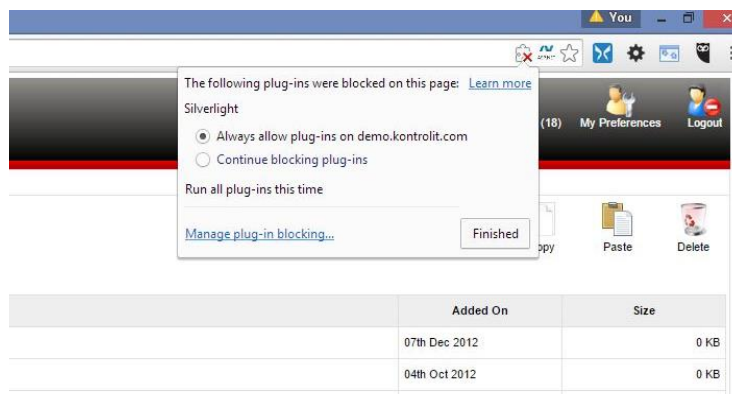 You
The following plug-ins were blocked on this page: Learn more
Silverlight
Always allow plug-ins on demo.kontrolit.com
Continue blocking plug-ins
Run all plug-ins this time
Manage plug-in blocking...
Finished
(18) My Preferences Logout
Paste Delete
Added On Size
07th Dec 2012 0 KB
04th Oct 2012 0 KB